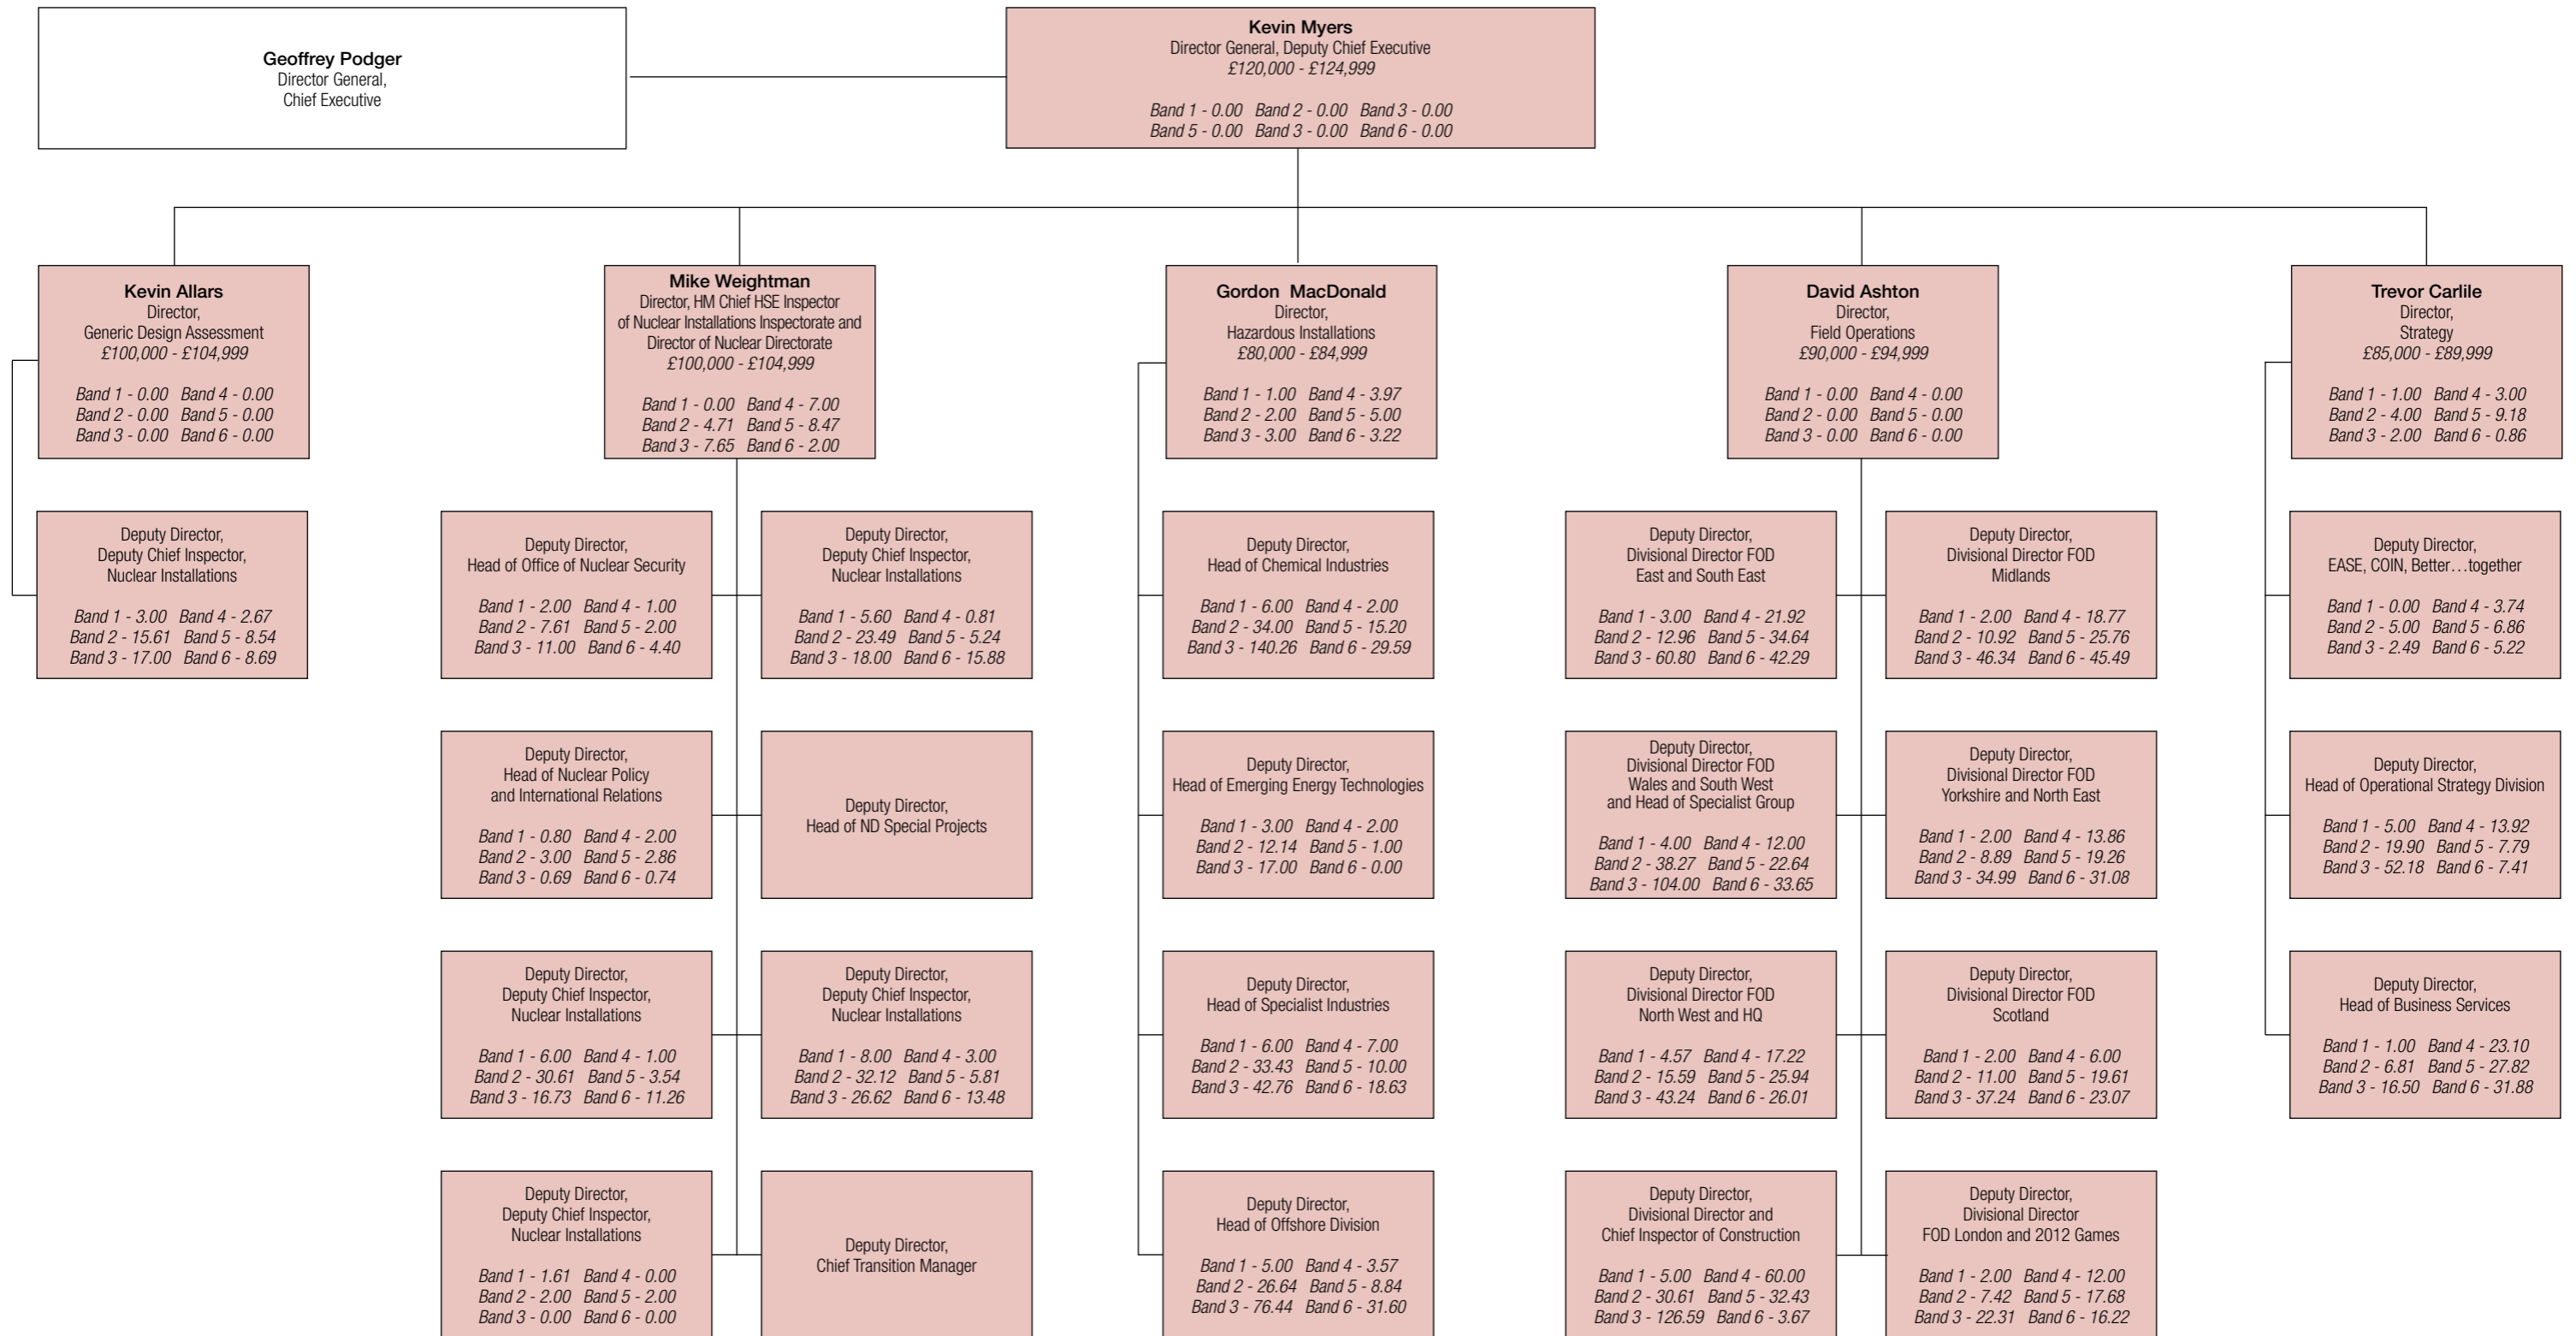 Geoffrey Podger
Director General,
Chief Executive
Kevin Myers
Director General, Deputy Chief Executive
£120,000 - £124,999
Band 1 - 0.00 Band 2 - 0.00 Band 3 - 0.00
Band 5 - 0.00 Band 3 - 0.00 Band 6 - 0.00
Kevin Allars
Director,
Generic Design Assessment
£100,000 - £104,999
Band 1 - 0.00 Band 4 - 0.00
Band 2 - 0.00 Band 5 - 0.00
Band 3 - 0.00 Band 6 - 0.00
Mike Weightman
Director, HM Chief HSE Inspector
of Nuclear Installations Inspectorate and
Director of Nuclear Directorate
£100,000 - £104,999
Band 1 - 0.00 Band 4 - 7.00
Band 2 - 4.71 Band 5 - 8.47
Band 3 - 7.65 Band 6 - 2.00
Gordon MacDonald
Director,
Hazardous Installations
£80,000 - £84,999
Band 1 - 1.00 Band 4 - 3.97
Band 2 - 2.00 Band 5 - 5.00
Band 3 - 3.00 Band 6 - 3.22
David Ashton
Director,
Field Operations
£90,000 - £94,999
Band 1 - 0.00 Band 4 - 0.00
Band 2 - 0.00 Band 5 - 0.00
Band 3 - 0.00 Band 6 - 0.00
Trevor Carlile
Director,
Strategy
£85,000 - £89,999
Band 1 - 1.00 Band 4 - 3.00
Band 2 - 4.00 Band 5 - 9.18
Band 3 - 2.00 Band 6 - 0.86
Deputy Director,
Deputy Chief Inspector,
Nuclear Installations
Band 1 - 3.00 Band 4 - 2.67
Band 2 - 15.61 Band 5 - 8.54
Band 3 - 17.00 Band 6 - 8.69
Deputy Director,
Head of Office of Nuclear Security
Band 1 - 2.00 Band 4 - 1.00
Band 2 - 7.61 Band 5 - 2.00
Band 3 - 11.00 Band 6 - 4.40
Deputy Director,
Deputy Chief Inspector,
Nuclear Installations
Band 1 - 5.60 Band 4 - 0.81
Band 2 - 23.49 Band 5 - 5.24
Band 3 - 18.00 Band 6 - 15.88
Deputy Director,
Head of Chemical Industries
Band 1 - 6.00 Band 4 - 2.00
Band 2 - 34.00 Band 5 - 15.20
Band 3 - 140.26 Band 6 - 29.59
Deputy Director,
Divisional Director FOD
East and South East
Band 1 - 3.00 Band 4 - 21.92
Band 2 - 12.96 Band 5 - 34.64
Band 3 - 60.80 Band 6 - 42.29
Deputy Director,
Divisional Director FOD
Midlands
Band 1 - 2.00 Band 4 - 18.77
Band 2 - 10.92 Band 5 - 25.76
Band 3 - 46.34 Band 6 - 45.49
Deputy Director,
EASE, COIN, Better…together
Band 1 - 0.00 Band 4 - 3.74
Band 2 - 5.00 Band 5 - 6.86
Band 3 - 2.49 Band 6 - 5.22
Deputy Director,
Head of Nuclear Policy
and International Relations
Band 1 - 0.80 Band 4 - 2.00
Band 2 - 3.00 Band 5 - 2.86
Band 3 - 0.69 Band 6 - 0.74
Deputy Director,
Head of ND Special Projects
Deputy Director,
Head of Emerging Energy Technologies
Band 1 - 3.00 Band 4 - 2.00
Band 2 - 12.14 Band 5 - 1.00
Band 3 - 17.00 Band 6 - 0.00
Deputy Director,
Divisional Director FOD
Wales and South West
and Head of Specialist Group
Band 1 - 4.00 Band 4 - 12.00
Band 2 - 38.27 Band 5 - 22.64
Band 3 - 104.00 Band 6 - 33.65
Deputy Director,
Divisional Director FOD
Yorkshire and North East
Band 1 - 2.00 Band 4 - 13.86
Band 2 - 8.89 Band 5 - 19.26
Band 3 - 34.99 Band 6 - 31.08
Deputy Director,
Head of Operational Strategy Division
Band 1 - 5.00 Band 4 - 13.92
Band 2 - 19.90 Band 5 - 7.79
Band 3 - 52.18 Band 6 - 7.41
Deputy Director,
Deputy Chief Inspector,
Nuclear Installations
Band 1 - 6.00 Band 4 - 1.00
Band 2 - 30.61 Band 5 - 3.54
Band 3 - 16.73 Band 6 - 11.26
Deputy Director,
Deputy Chief Inspector,
Nuclear Installations
Band 1 - 8.00 Band 4 - 3.00
Band 2 - 32.12 Band 5 - 5.81
Band 3 - 26.62 Band 6 - 13.48
Deputy Director,
Head of Specialist Industries
Band 1 - 6.00 Band 4 - 7.00
Band 2 - 33.43 Band 5 - 10.00
Band 3 - 42.76 Band 6 - 18.63
Deputy Director,
Divisional Director FOD
North West and HQ
Band 1 - 4.57 Band 4 - 17.22
Band 2 - 15.59 Band 5 - 25.94
Band 3 - 43.24 Band 6 - 26.01
Deputy Director,
Divisional Director FOD
Scotland
Band 1 - 2.00 Band 4 - 6.00
Band 2 - 11.00 Band 5 - 19.61
Band 3 - 37.24 Band 6 - 23.07
Deputy Director,
Head of Business Services
Band 1 - 1.00 Band 4 - 23.10
Band 2 - 6.81 Band 5 - 27.82
Band 3 - 16.50 Band 6 - 31.88
Deputy Director,
Deputy Chief Inspector,
Nuclear Installations
Band 1 - 1.61 Band 4 - 0.00
Band 2 - 2.00 Band 5 - 2.00
Band 3 - 0.00 Band 6 - 0.00
Deputy Director,
Chief Transition Manager
Deputy Director,
Head of Offshore Division
Band 1 - 5.00 Band 4 - 3.57
Band 2 - 26.64 Band 5 - 8.84
Band 3 - 76.44 Band 6 - 31.60
Deputy Director,
Divisional Director and
Chief Inspector of Construction
Band 1 - 5.00 Band 4 - 60.00
Band 2 - 30.61 Band 5 - 32.43
Band 3 - 126.59 Band 6 - 3.67
Deputy Director,
Divisional Director
FOD London and 2012 Games
Band 1 - 2.00 Band 4 - 12.00
Band 2 - 7.42 Band 5 - 17.68
Band 3 - 22.31 Band 6 - 16.22